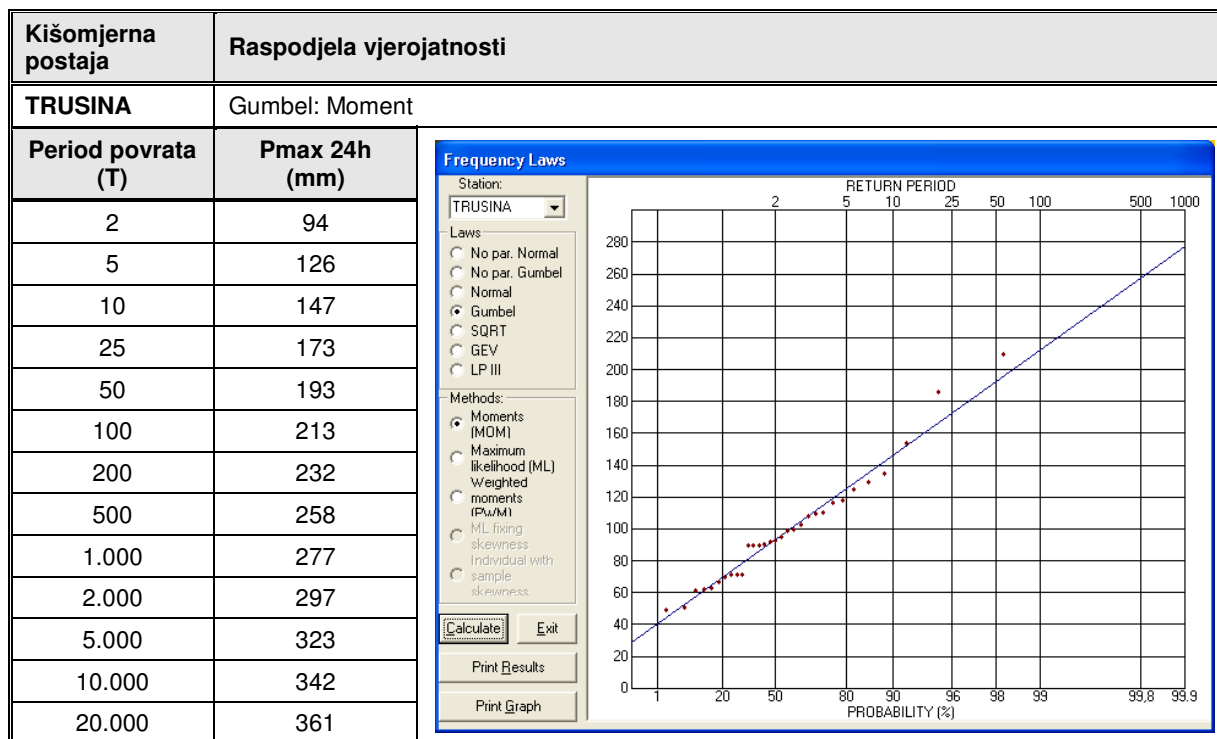 Kišomjerna postaja
Raspodjela vjerojatnosti
TRUSINA
Gumbel: Moment
Period povrata (T)
Pmax 24h (mm)
2 94
5 126
10 147
25 173
50 193
100 213
200 232
500 258
1.000 277
2.000 297
5.000 323
10.000 342
20.000 361
Frequency Laws
Station:
TRUSINA
Laws
No par. Normal
No par. Gumbel
Normal
Gumbel
SQRT
GEV
LP III
Methods:
Moments
(MOM)
Maximum
likelihood (ML)
Weighted
moments
(PWM)
ML fixing
skewness
Individual with
sample
skewness
Calculate Exit
Print Results
Print Graph
RETURN PERIOD
2 5 10 25 50 100 500 1000
280
260
240
220
200
180
160
140
120
100
80
60
40
20
0
1 20 50 80 90 96 98 99 99,8 99.9
PROBABILITY (%)